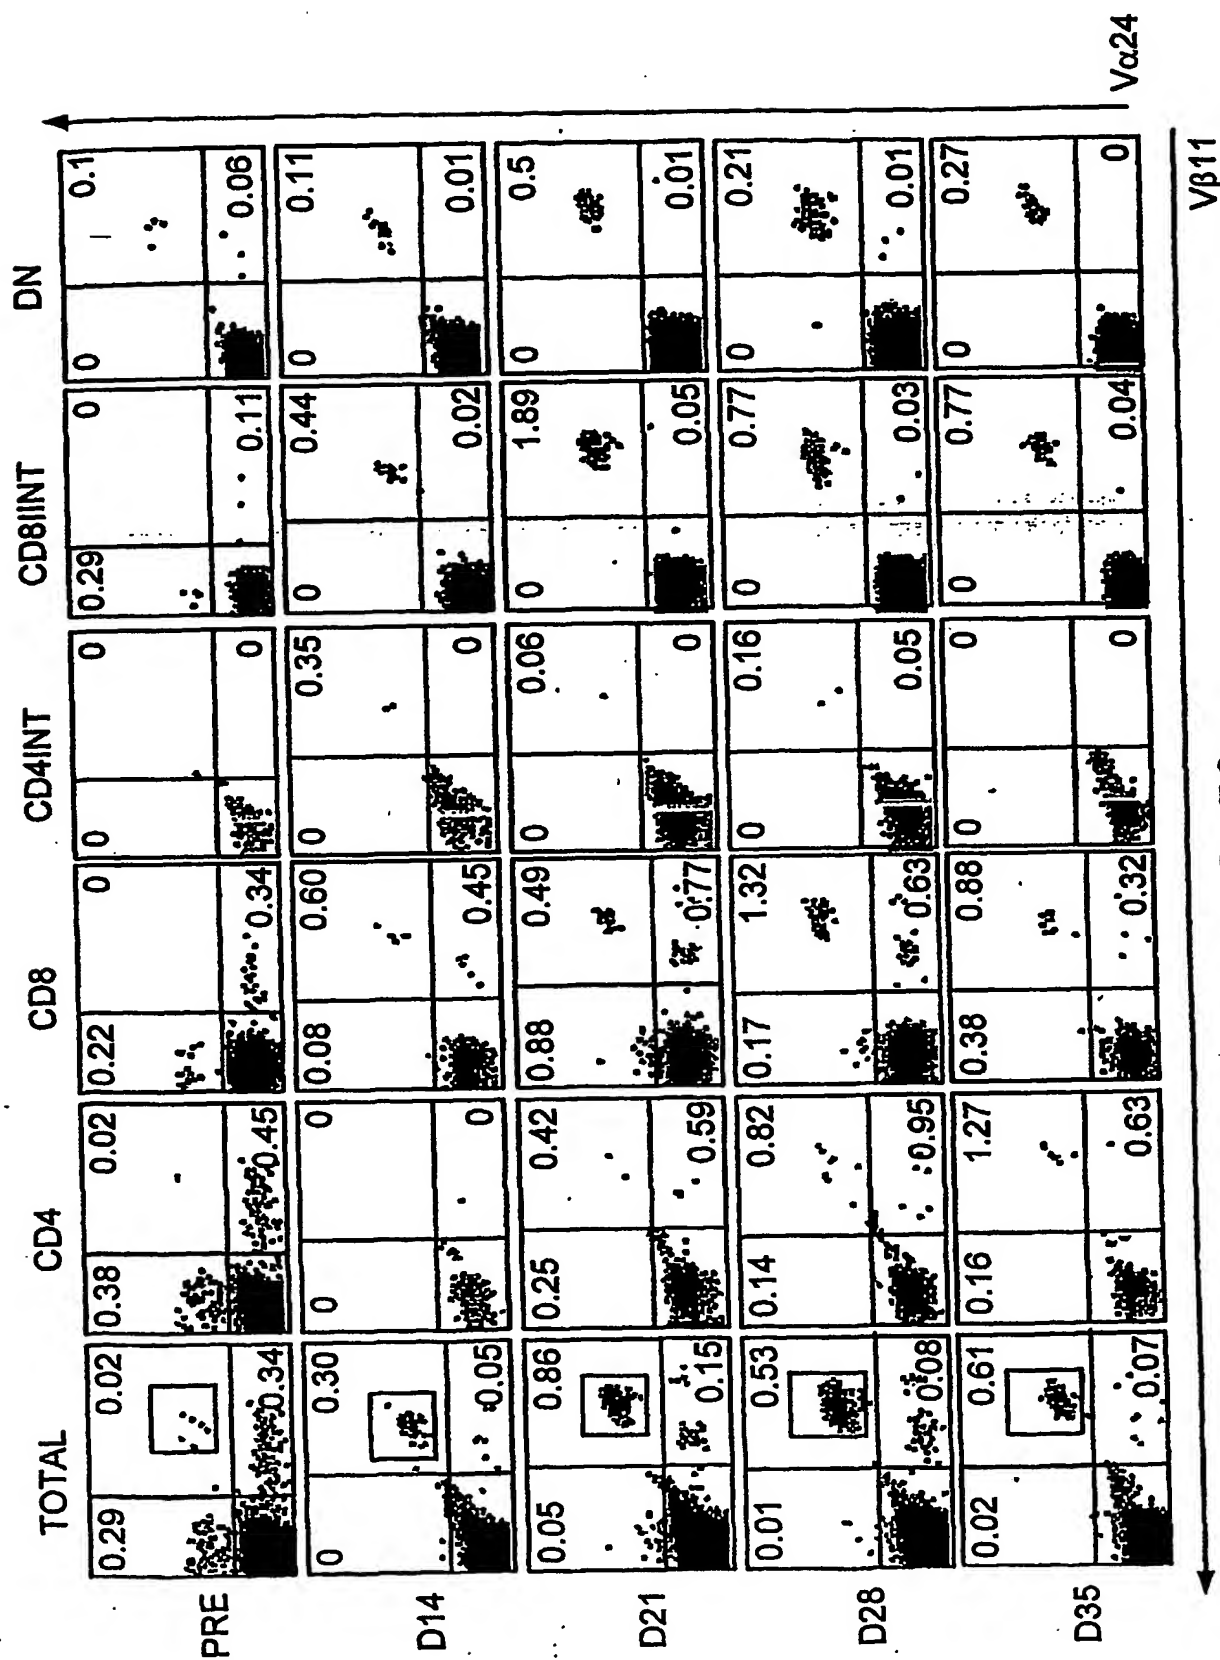 TOTAL CD4 CD8 CD4INT CD8IINT DN
0.29 0.02 0.38 0.02 0.22 0 0 0 0.29 0 0 0.1
PRE
0.34 0.45 0.34 0 0.11 0.06
0 0.30 0 0 0.08 0.60 0 0.35 0 0.44 0 0.11
D14
0.05 0 0.45 0 0.02 0.01
0.05 0.86 0.25 0.42 0.88 0.49 0 0.06 0 1.89 0 0.5
D21
0.15 0.59 0.77 0 0.05 0.01
0.01 0.53 0.14 0.82 0.17 1.32 0 0.16 0 0.77 0 0.21
D28
0.08 0.95 0.63 0.05 0.03 0.01
0.02 0.61 0.16 1.27 0.38 0.88 0 0 0 0.77 0 0.27
D35
0.07 0.63 0.32 0 0.04 0
Vα24
Vβ11